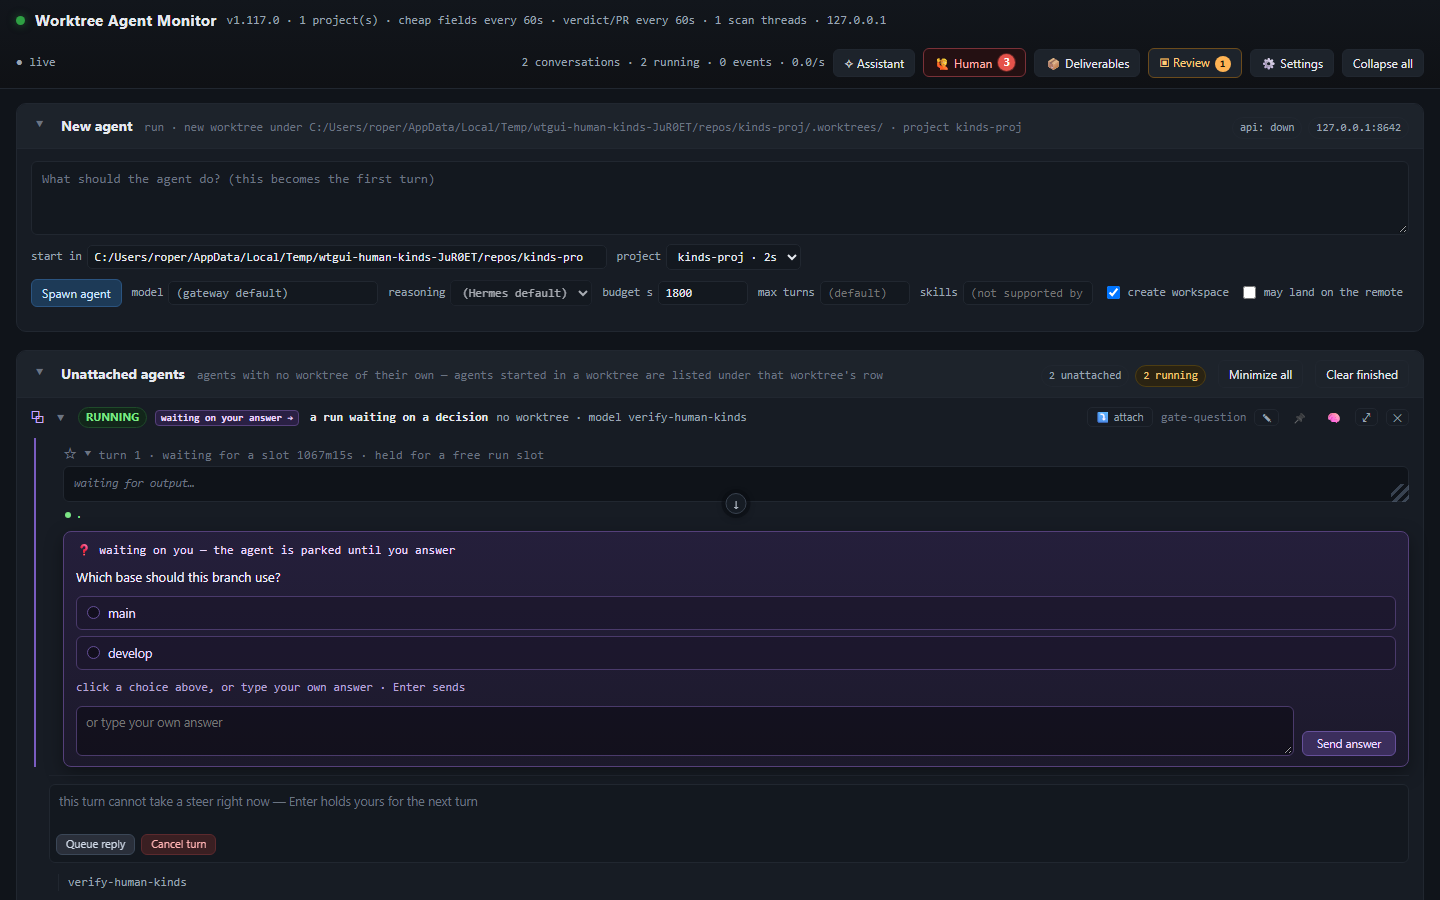 Worktree Agent Monitor v1.117.0 · 1 project(s) · cheap fields every 60s · verdict/PR every 60s · 1 scan threads · 127.0.0.1
live 2 conversations · 2 running · 0 events · 0.0/s Assistant Human 3 Deliverables Review 1 Settings Collapse all
New agent run · new worktree under C:/Users/roper/AppData/Local/Temp/wtgui-human-kinds-JuR0ET/repos/kinds-proj/.worktrees/ · project kinds-proj api: down 127.0.0.1:8642
What should the agent do? (this becomes the first turn)
start in C:/Users/roper/AppData/Local/Temp/wtgui-human-kinds-JuR0ET/repos/kinds-pro project kinds-proj · 2s
Spawn agent model (gateway default) reasoning (Hermes default) budget s 1800 max turns (default) skills (not supported by create workspace may land on the remote
Unattached agents agents with no worktree of their own — agents started in a worktree are listed under that worktree's row 2 unattached 2 running Minimize all Clear finished
RUNNING waiting on your answer → a run waiting on a decision no worktree · model verify-human-kinds attach gate-question
turn 1 · waiting for a slot 1067m15s · held for a free run slot
waiting for output…
.
❓ waiting on you — the agent is parked until you answer
Which base should this branch use?
main
develop
click a choice above, or type your own answer · Enter sends
or type your own answer
Send answer
this turn cannot take a steer right now — Enter holds yours for the next turn
Queue reply Cancel turn
verify-human-kinds